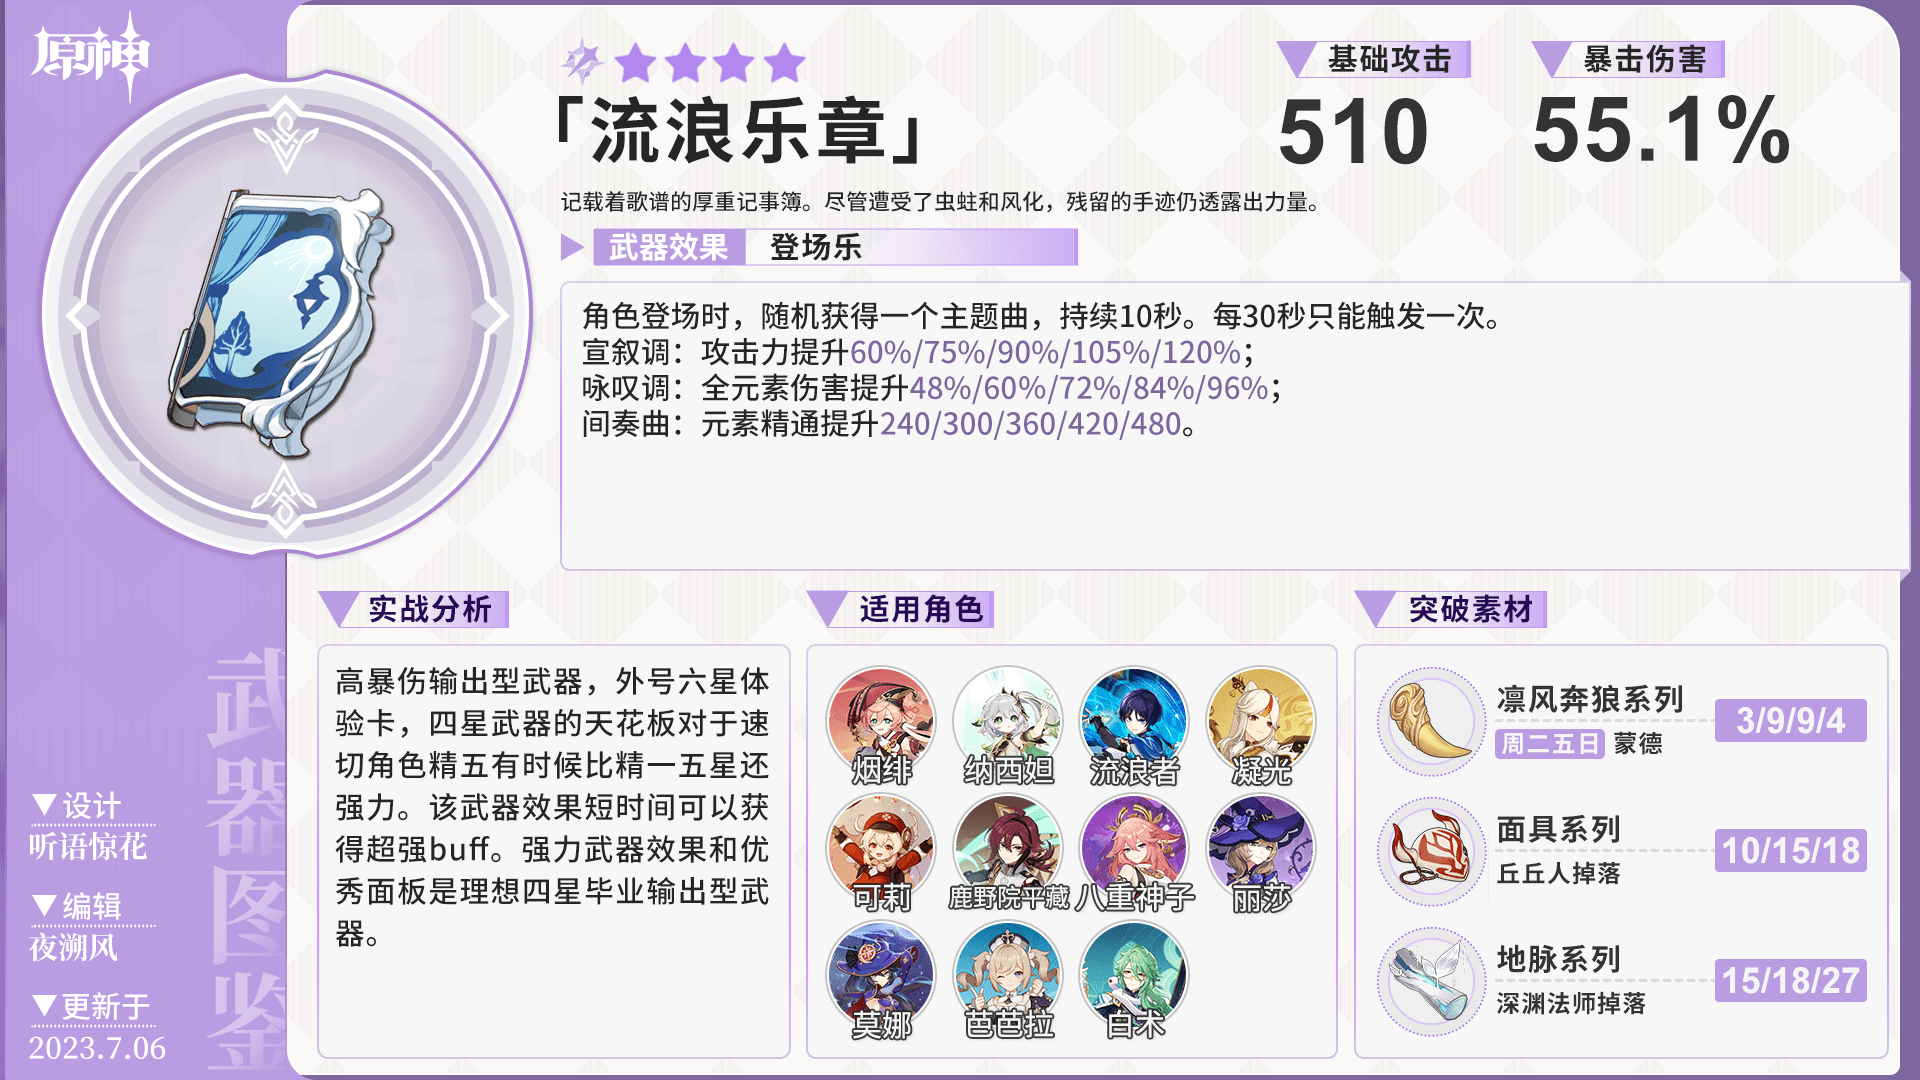 原神
「流浪乐章」
基础攻击
510
暴击伤害
55.1%
记载着歌谱的厚重记事簿。尽管遭受了虫蛀和风化，残留的手迹仍透露出力量。
武器效果 登场乐
角色登场时，随机获得一个主题曲，持续10秒。每30秒只能触发一次。
宣叙调：攻击力提升60%/75%/90%/105%/120%；
咏叹调：全元素伤害提升48%/60%/72%/84%/96%；
间奏曲：元素精通提升240/300/360/420/480。
实战分析
高暴伤输出型武器，外号六星体
验卡，四星武器的天花板对于速
切角色精五有时候比精一五星还
强力。该武器效果短时间可以获
得超强buff。强力武器效果和优
秀面板是理想四星毕业输出型武
器。
适用角色
烟绯 纳西妲 流浪者 凝光
可莉 鹿野院平藏 八重神子 丽莎
莫娜 芭芭拉 白术
突破素材
凛风奔狼系列
周二五日 蒙德
3/9/9/4
面具系列
丘丘人掉落
10/15/18
地脉系列
深渊法师掉落
15/18/27
武器图鉴
▼设计
听语惊花
▼编辑
夜溯风
▼更新于
2023.7.06